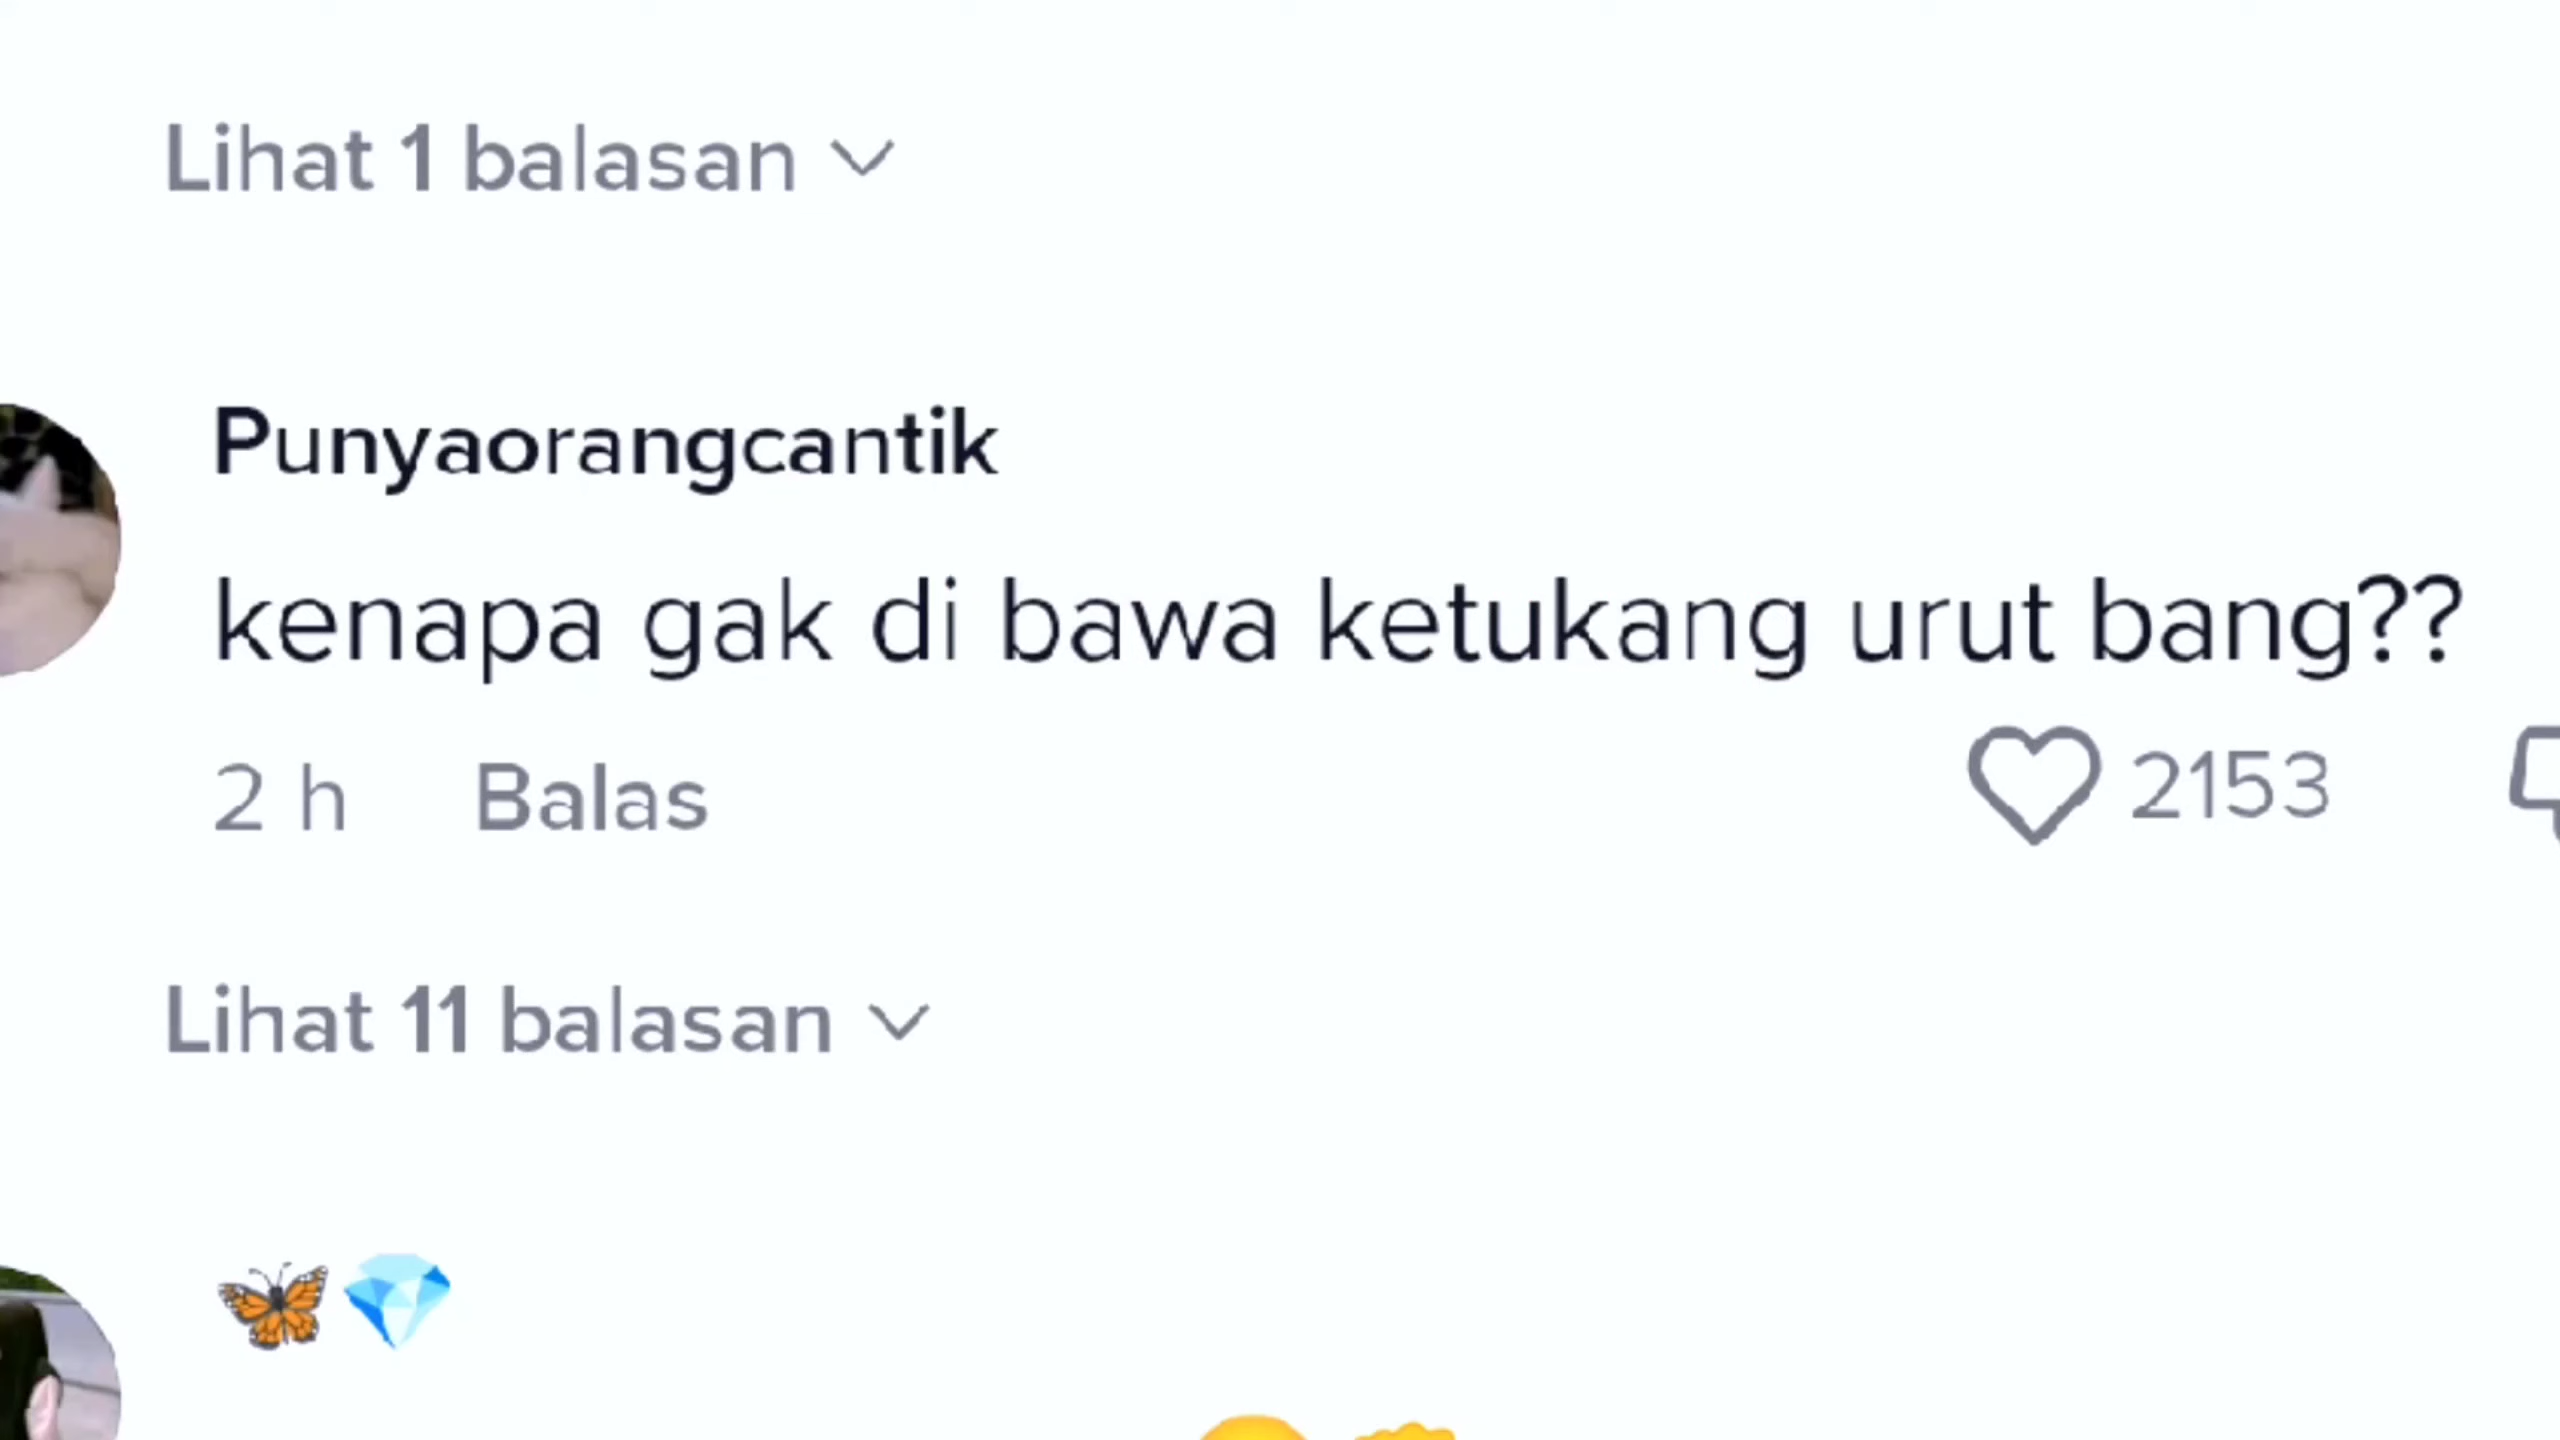 Lihat 1 balasan
Punyaorangcantik
kenapa gak di bawa ketukang urut bang??
2 h Balas 2153
Lihat 11 balasan
🦋💎